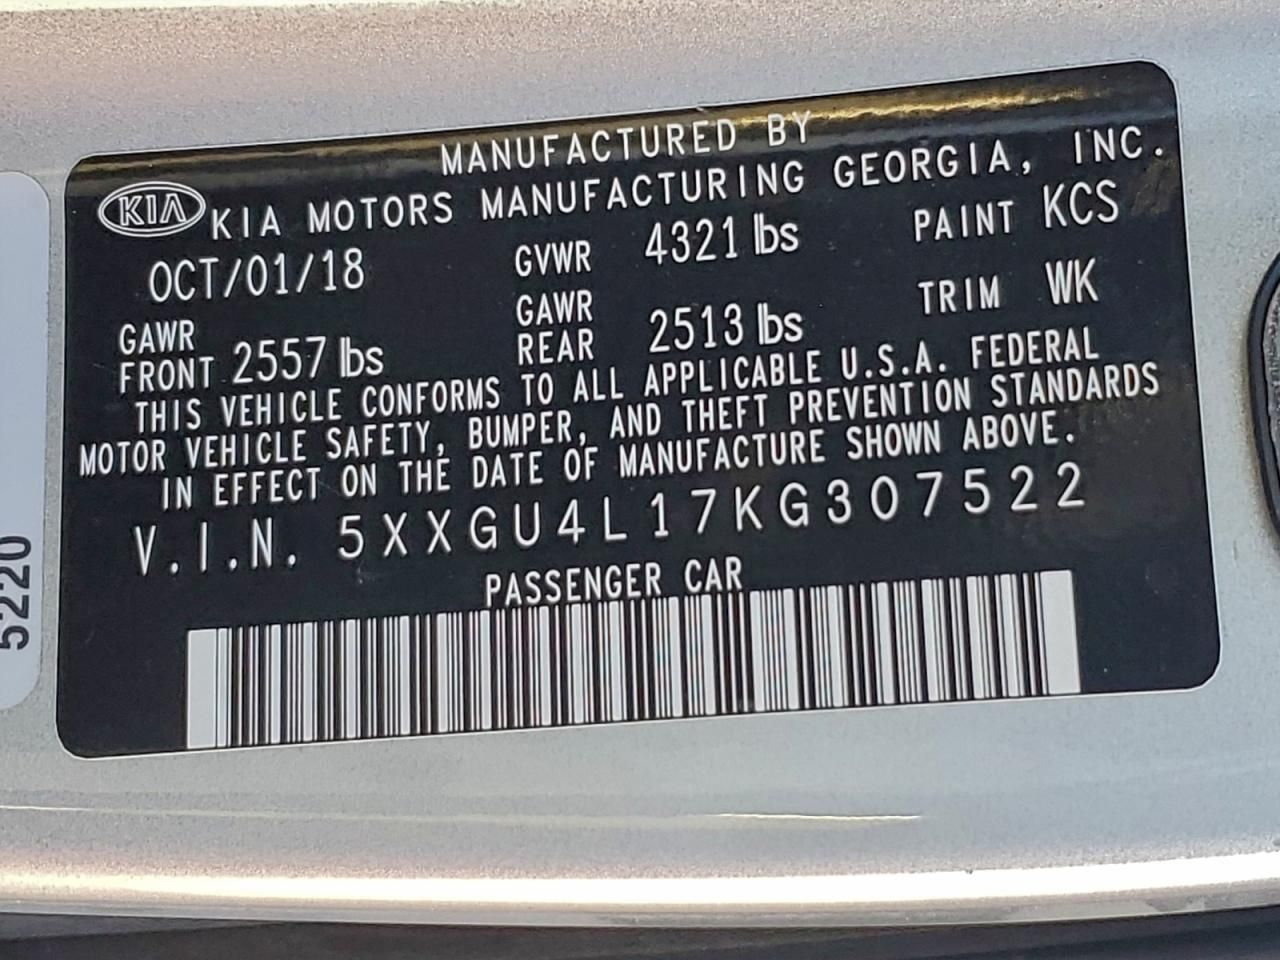 MANUFACTURED BY
KIA KIA MOTORS MANUFACTURING GEORGIA, INC.
OCT/01/18 GVWR 4321 lbs PAINT KCS
GAWR FRONT 2557 lbs GAWR REAR 2513 lbs TRIM WK
THIS VEHICLE CONFORMS TO ALL APPLICABLE U.S.A. FEDERAL
MOTOR VEHICLE SAFETY, BUMPER, AND THEFT PREVENTION STANDARDS
IN EFFECT ON THE DATE OF MANUFACTURE SHOWN ABOVE.
V.I.N. 5XXGU4L17KG307522
PASSENGER CAR
5220